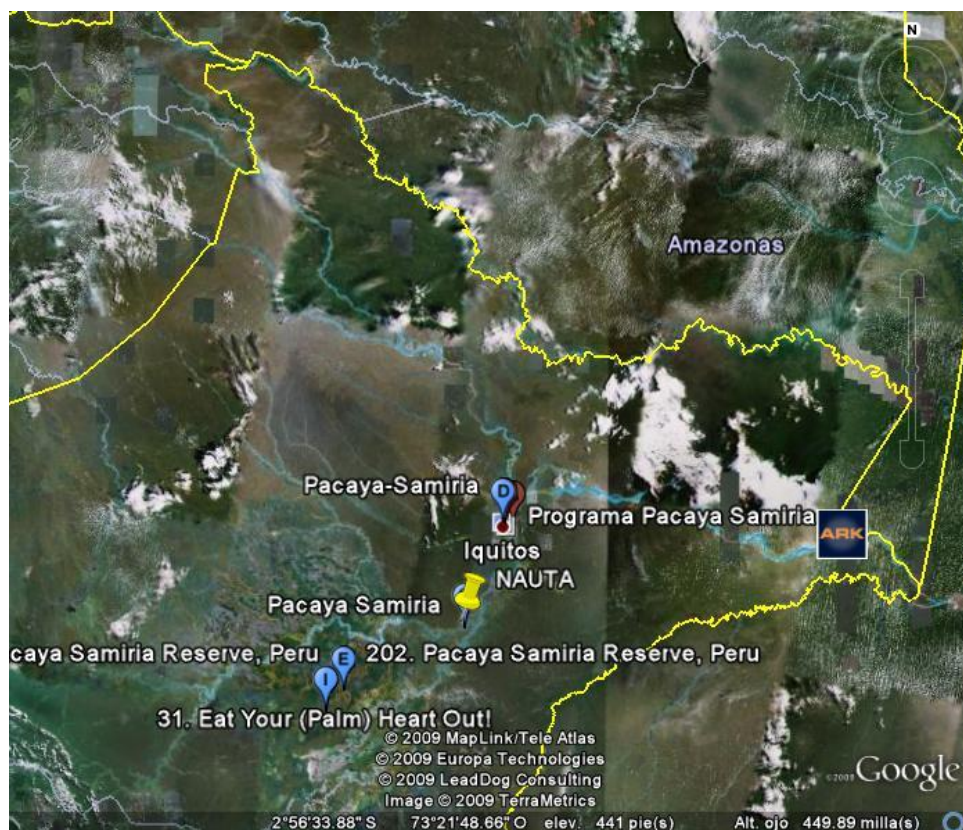 N
Amazonas
Pacaya-Samiria
D
Programa Pacaya Samiria
ARK
Iquitos
NAUTA
Pacaya Samiria
caya Samiria Reserve, Peru
E
202. Pacaya Samiria Reserve, Peru
I
31. Eat Your (Palm) Heart Out!
© 2009 MapLink/Tele Atlas
© 2009 Europa Technologies
© 2009 LeadDog Consulting
Image © 2009 TerraMetrics
©2009 Google
2°56'33.88" S 73°21'48.66" O elev. 441 pie(s) Alt. ojo 449.89 milla(s)